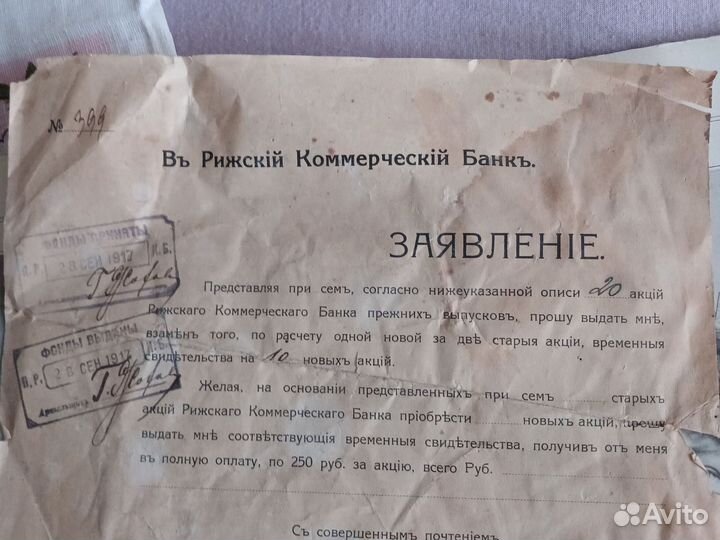 № 399
Въ Рижскій Коммерческій Банкъ.
ЗАЯВЛЕНІЕ.
ФОНДЫ ПРИНЯТЫ
П.Р. 28 СЕН 1917 К.Б.
ФОНДЫ ВЫДАНЫ
П.Р. 28 СЕН 1917 К.Б.
Представляя при семъ, согласно нижеуказанной описи 20 акцій
Рижскаго Коммерческаго Банка прежнихъ выпусковъ, прошу выдать мнѣ,
взамѣнъ того, по расчету одной новой за двѣ старыя акціи, временныя
свидѣтельства на 10 новыхъ акцій.
Желая, на основаніи представленныхъ при семъ старыхъ
акцій Рижскаго Коммерческаго Банка пріобрѣсти новыхъ акцій, прошу
выдать мнѣ соотвѣтствующія временныя свидѣтельства, получивъ отъ меня
въ полную оплату, по 250 руб. за акцію, всего Руб.
Съ совершеннымъ почтеніемъ
Avito